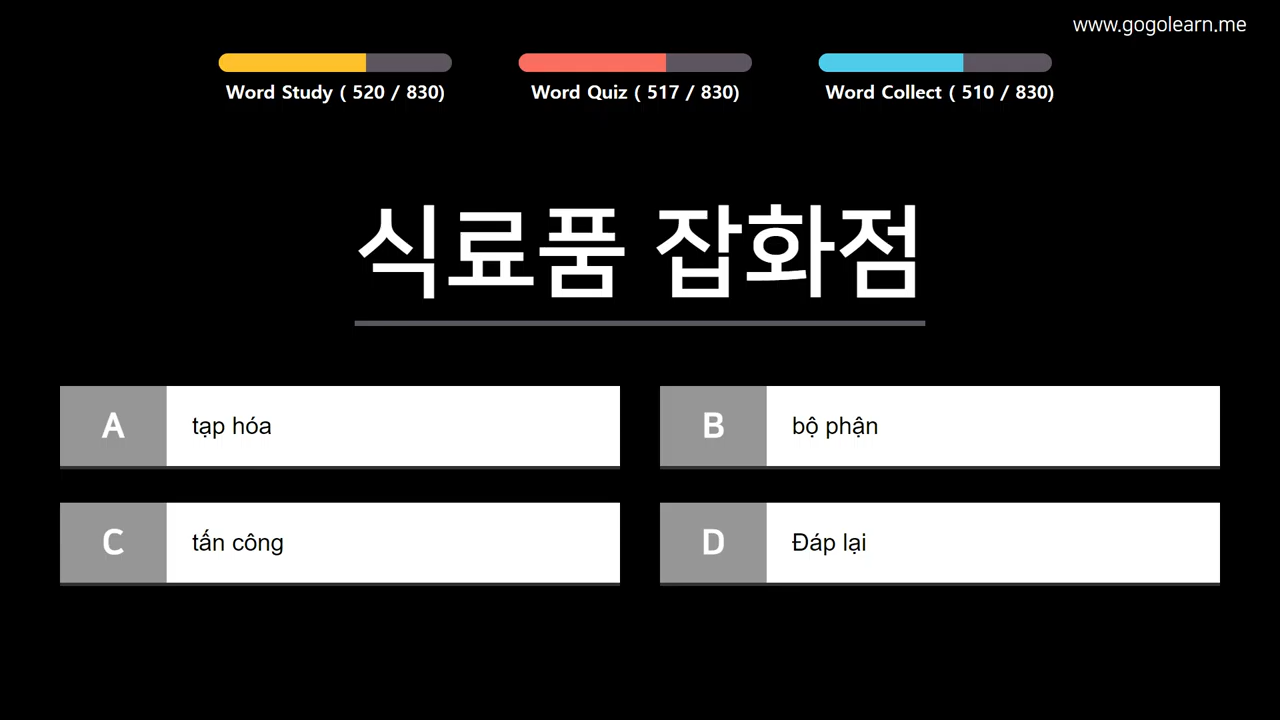 www.gogolearn.me
Word Study ( 520 / 830)
Word Quiz ( 517 / 830)
Word Collect ( 510 / 830)
식료품 잡화점
A
tạp hóa
B
bộ phận
C
tấn công
D
Đáp lại